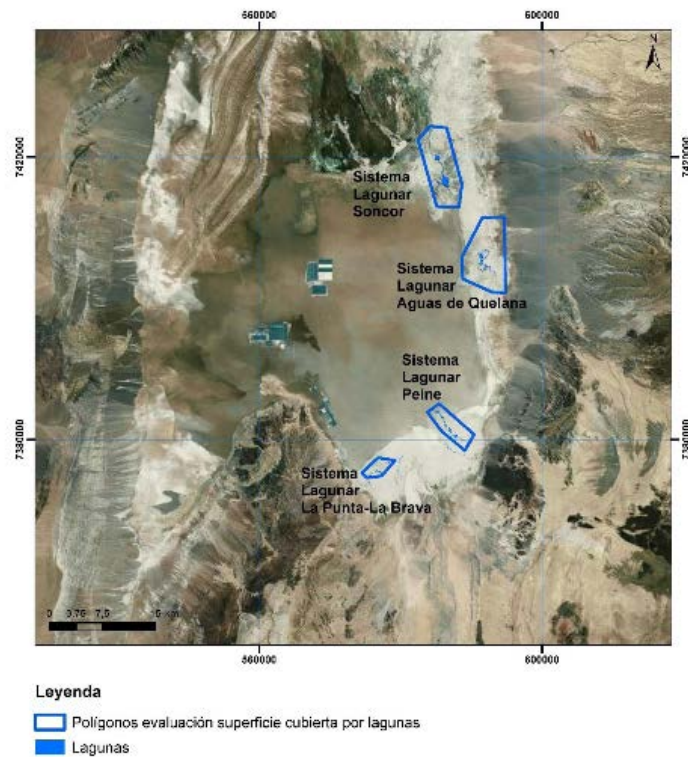 560000
600000
7420000
7420000
Sistema
Lagunar
Soncor
Sistema
Lagunar
Aguas de Quelana
Sistema
Lagunar
Peine
7380000
7380000
Sistema
Lagunar
La Punta-La Brava
0 3,75 7,5 15 km
560000
600000
Leyenda
Polígonos evaluación superficie cubierta por lagunas
Lagunas